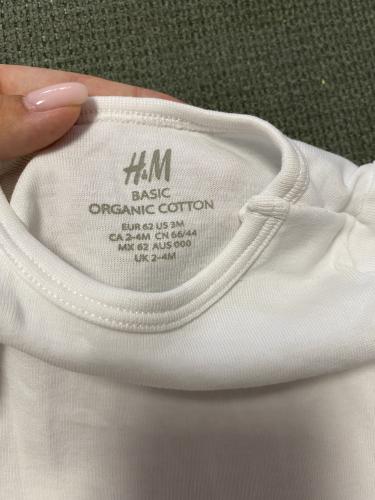 H&M
BASIC
ORGANIC COTTON
EUR 62 US 3M
CA 2-4M CN 66/44
MX 62 AUS 000
UK 2-4M